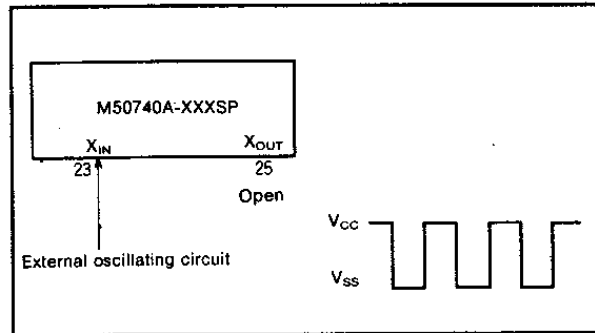 M50740A-XXXSP
XIN XOUT
23 25
Open
External oscillating circuit
VCC
VSS